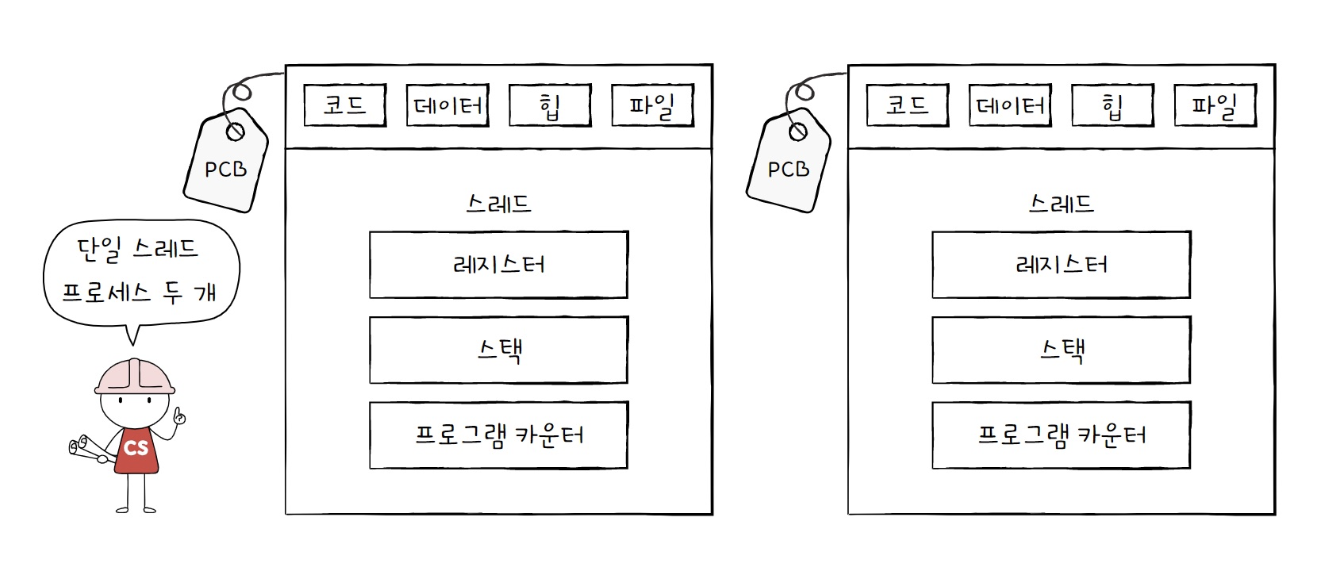 코드 데이터 힙 파일
PCB
스레드
레지스터
스택
프로그램 카운터
코드 데이터 힙 파일
PCB
스레드
레지스터
스택
프로그램 카운터
단일 스레드
프로세스 두 개
CS